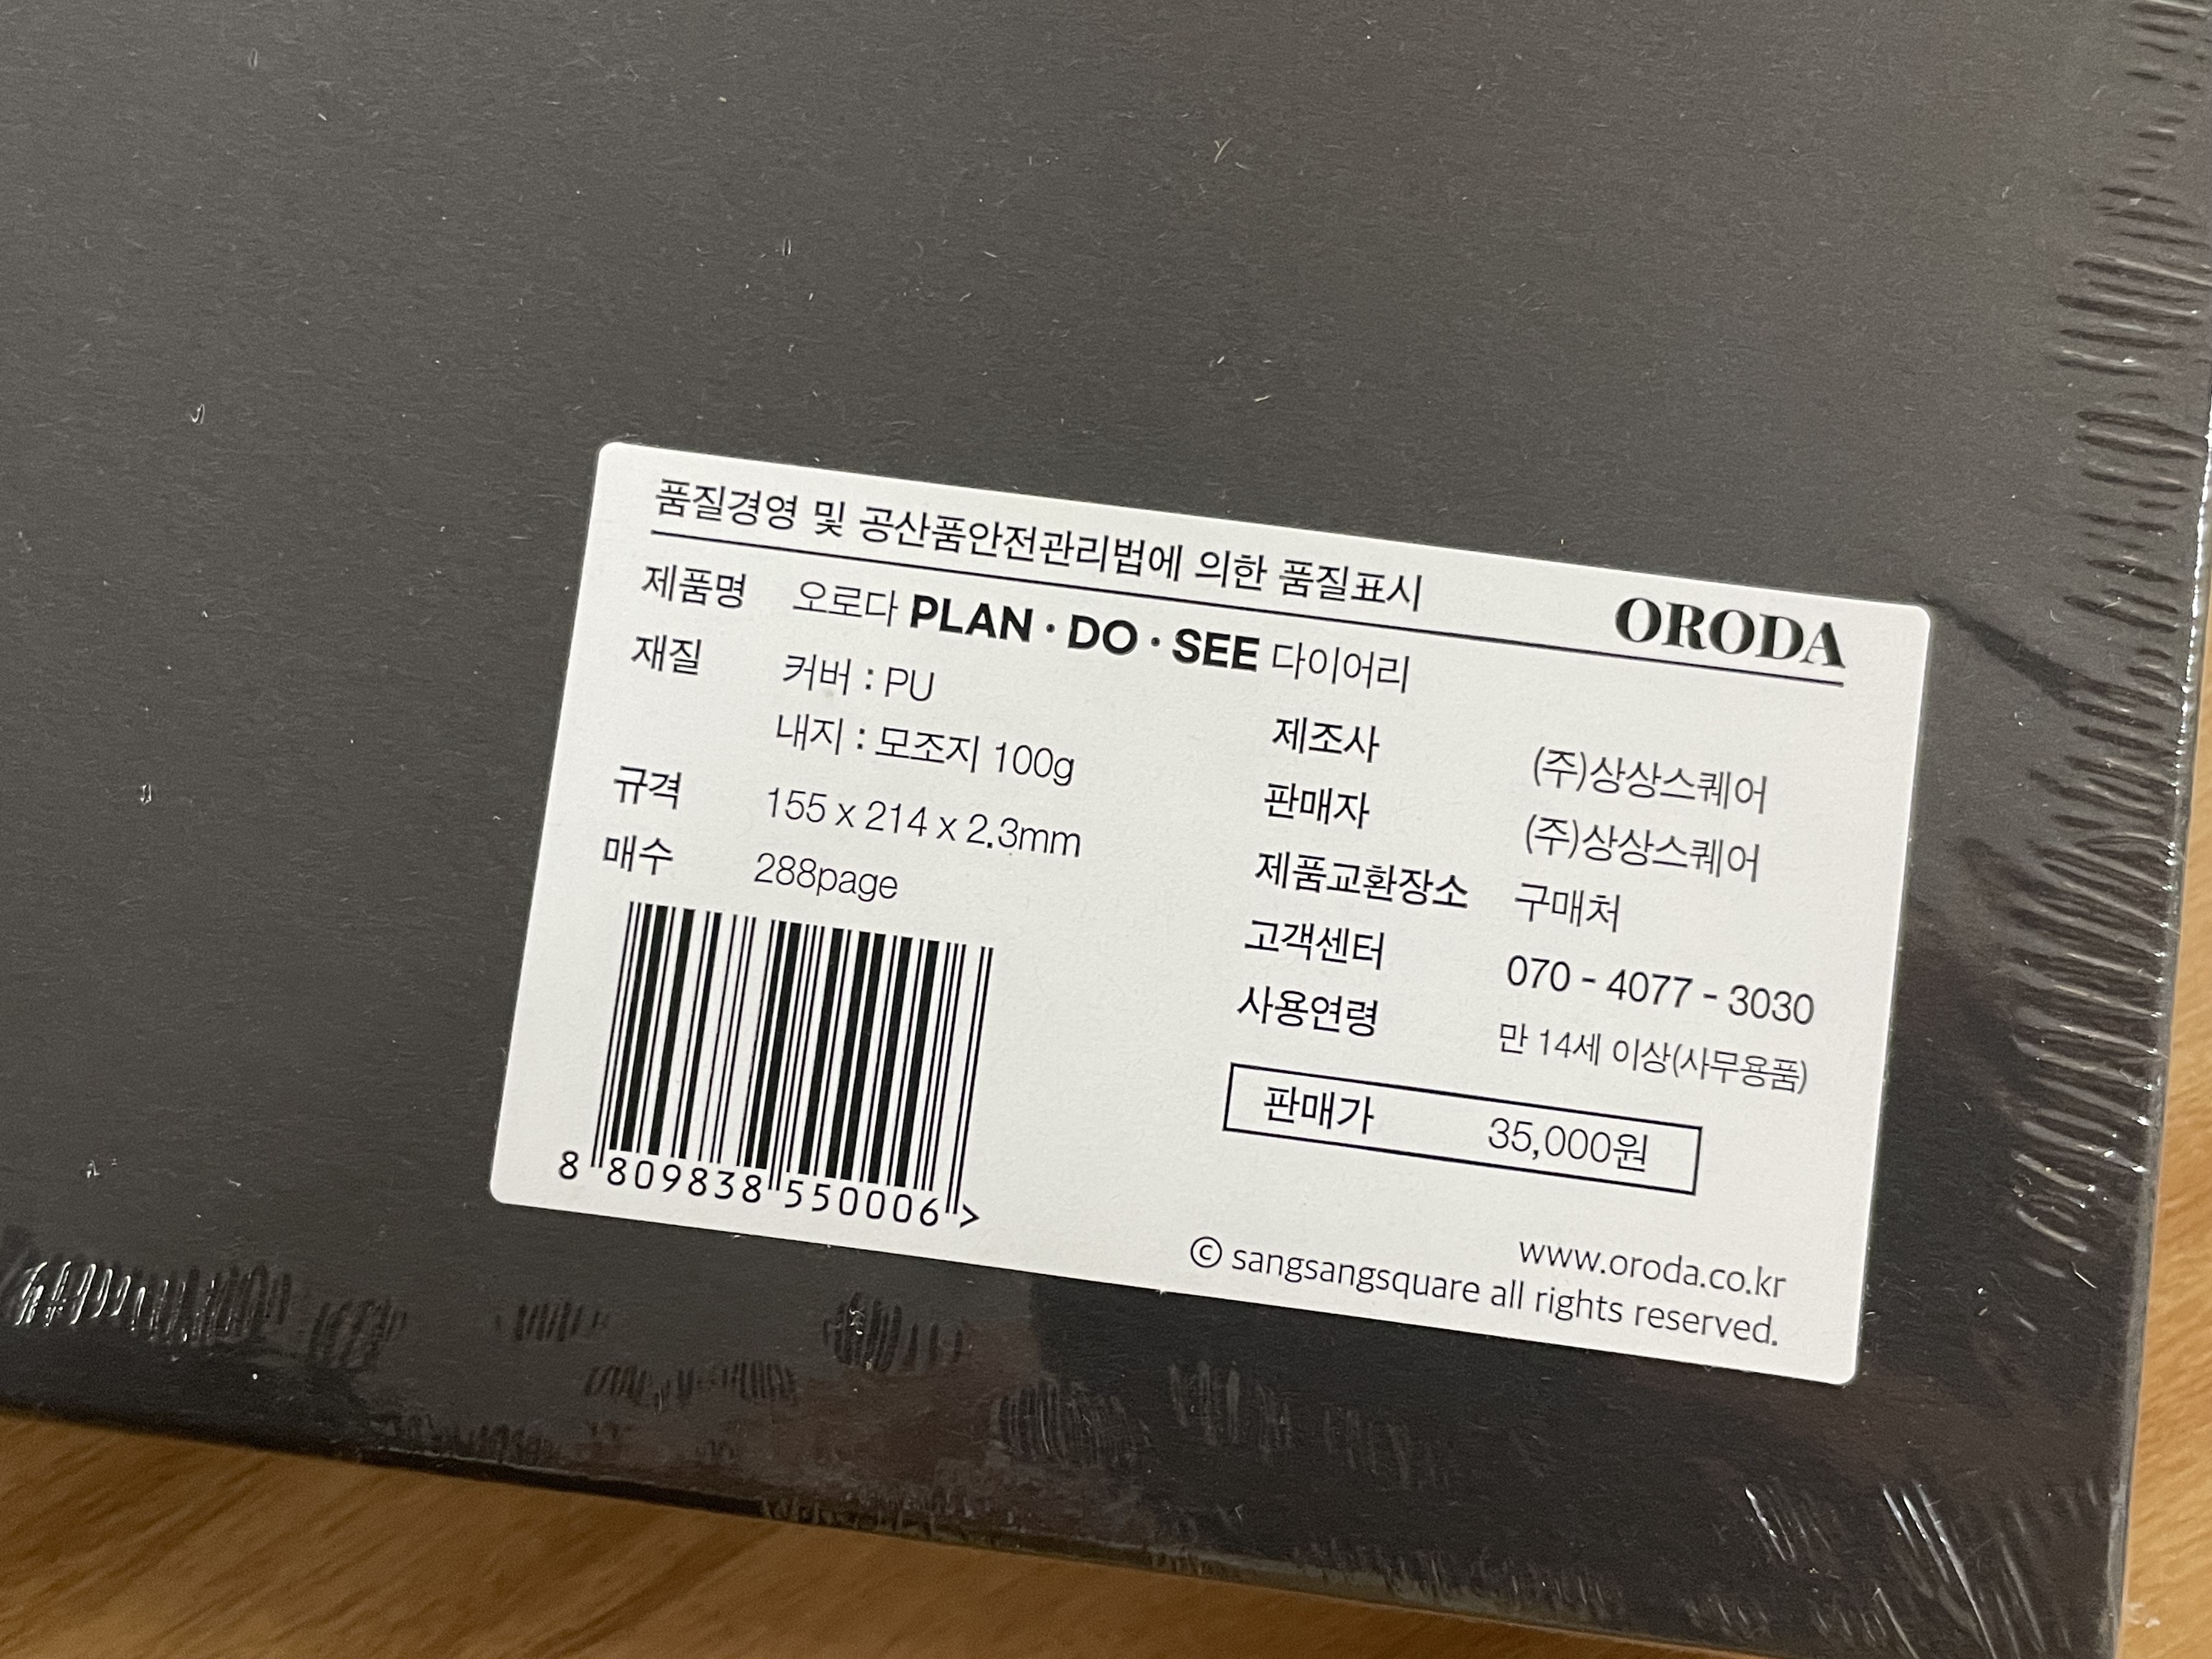 품질경영 및 공산품안전관리법에 의한 품질표시
ORODA
제품명 오로다 PLAN · DO · SEE 다이어리
재질 커버 : PU
내지 : 모조지 100g
규격 155 x 214 x 2.3mm
매수 288page
제조사 (주)상상스퀘어
판매자 (주)상상스퀘어
제품교환장소 구매처
고객센터 070 - 4077 - 3030
사용연령 만 14세 이상(사무용품)
판매가 35,000원
8 809838 550006 >
www.oroda.co.kr
© sangsangsquare all rights reserved.